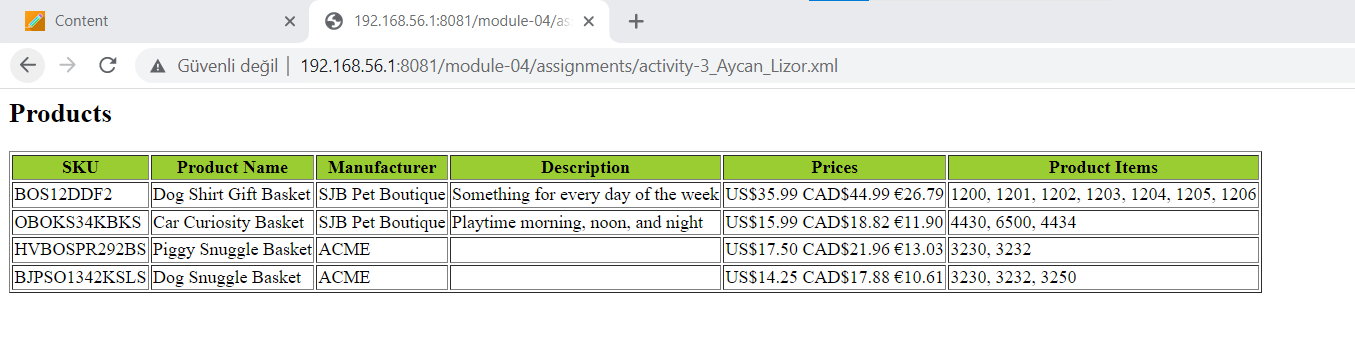 Content
192.168.56.1:8081/module-04/as
Güvenli değil | 192.168.56.1:8081/module-04/assignments/activity-3_Aycan_Lizor.xml
Products
SKU Product Name Manufacturer Description Prices Product Items
BOS12DDF2 Dog Shirt Gift Basket SJB Pet Boutique Something for every day of the week US$35.99 CAD$44.99 €26.79 1200, 1201, 1202, 1203, 1204, 1205, 1206
OBOKS34KBKS Car Curiosity Basket SJB Pet Boutique Playtime morning, noon, and night US$15.99 CAD$18.82 €11.90 4430, 6500, 4434
HVBOSPR292BS Piggy Snuggle Basket ACME US$17.50 CAD$21.96 €13.03 3230, 3232
BJPSO1342KSLS Dog Snuggle Basket ACME US$14.25 CAD$17.88 €10.61 3230, 3232, 3250